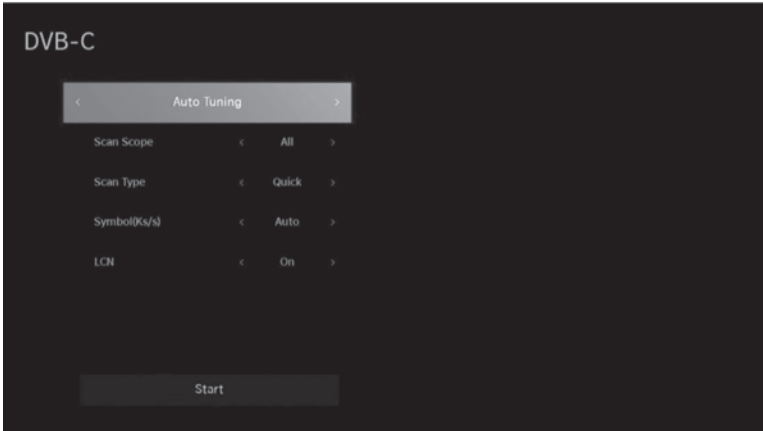 DVB-C
< Auto Tuning >
Scan Scope < All >
Scan Type < Quick >
Symbol(Ks/s) < Auto >
LCN < On >
Start